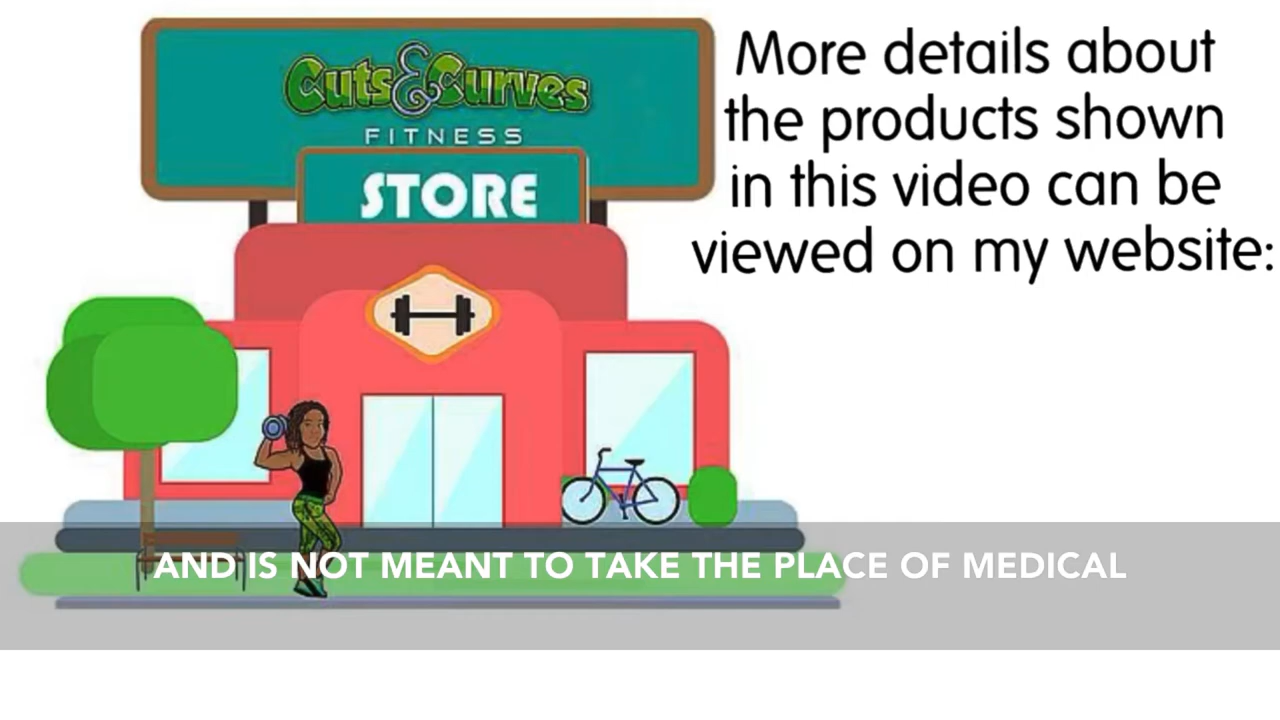 Cuts&Curves
FITNESS
STORE
More details about
the products shown
in this video can be
viewed on my website:
AND IS NOT MEANT TO TAKE THE PLACE OF MEDICAL